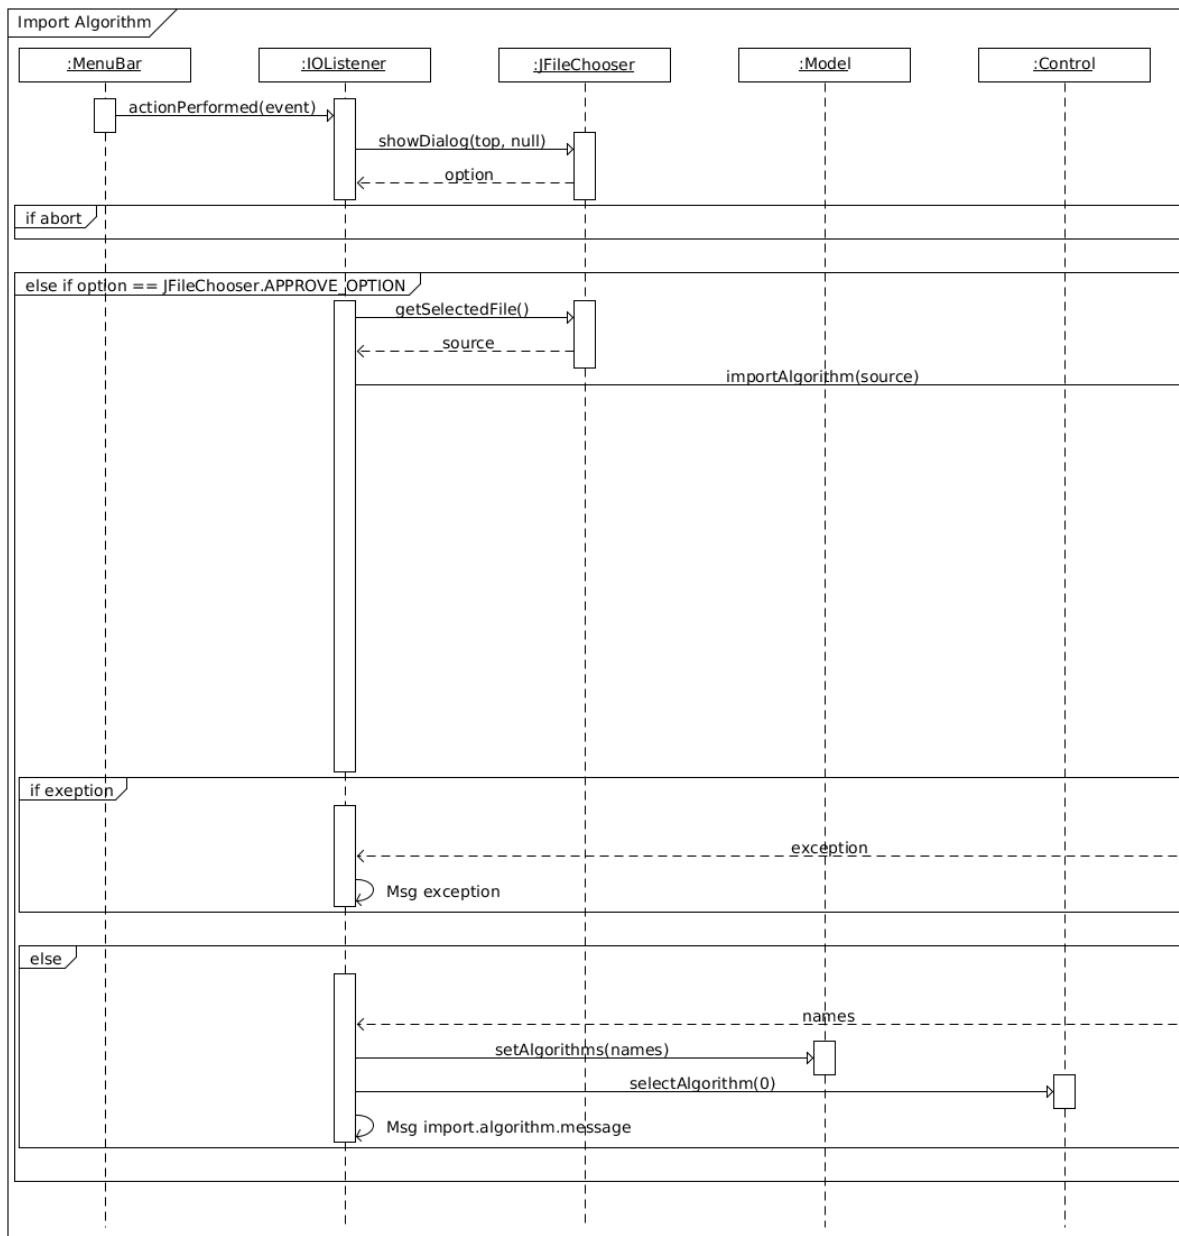 Import Algorithm
:MenuBar
:IOListener
:JFileChooser
:Model
:Control
actionPerformed(event)
showDialog(top, null)
option
if abort
else if option == JFileChooser.APPROVE_OPTION
getSelectedFile()
source
importAlgorithm(source)
if exeption
exception
Msg exception
else
names
setAlgorithms(names)
selectAlgorithm(0)
Msg import.algorithm.message